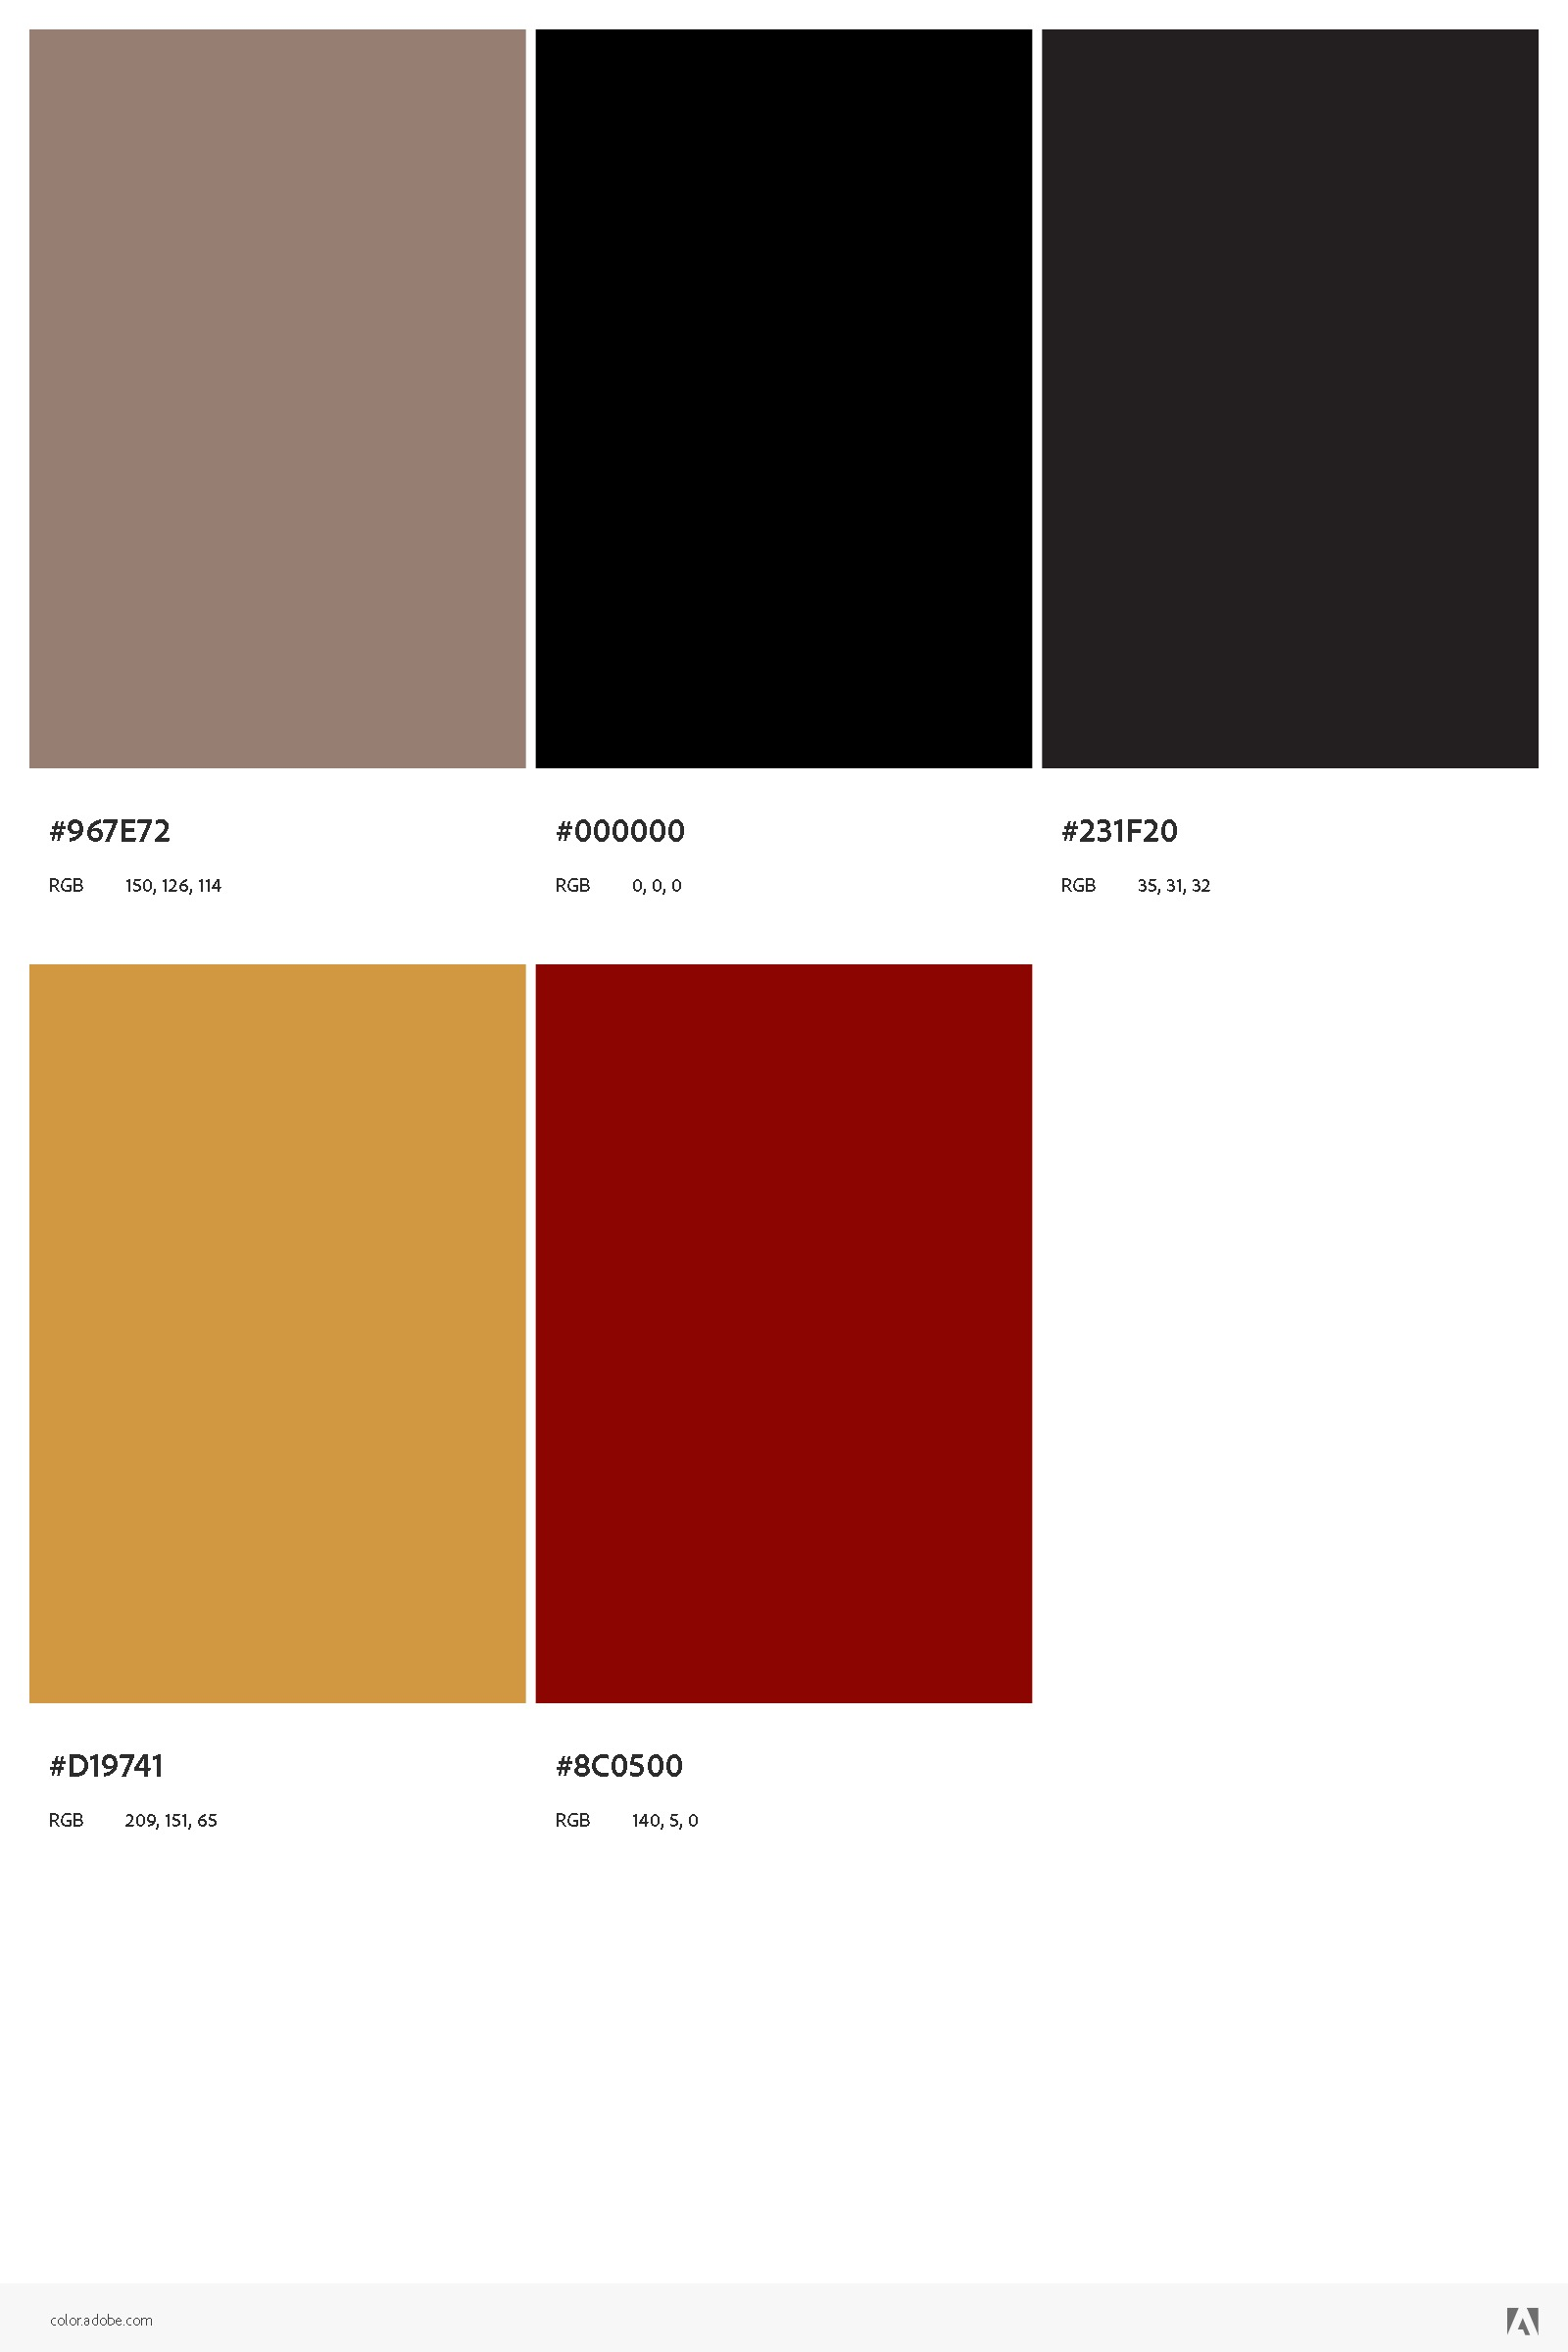 #967E72
RGB 150, 126, 114
#000000
RGB 0, 0, 0
#231F20
RGB 35, 31, 32
#D19741
RGB 209, 151, 65
#8C0500
RGB 140, 5, 0
color.adobe.com